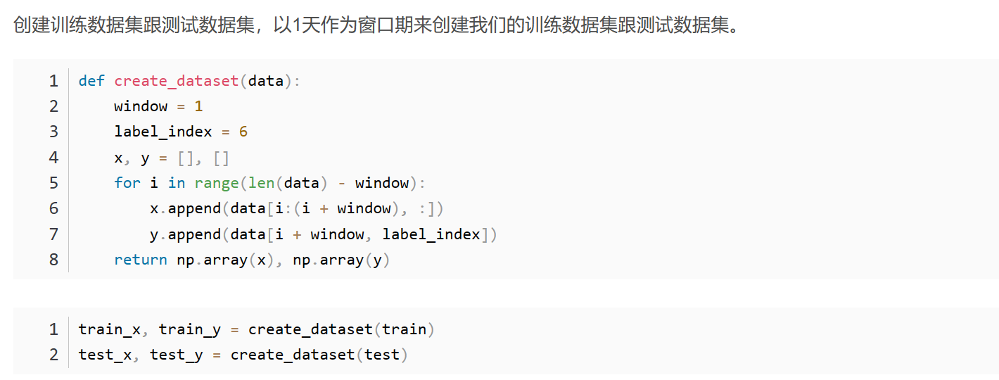 创建训练数据集跟测试数据集，以1天作为窗口期来创建我们的训练数据集跟测试数据集。
1 def create_dataset(data):
2     window = 1
3     label_index = 6
4     x, y = [], []
5     for i in range(len(data) - window):
6         x.append(data[i:(i + window), :])
7         y.append(data[i + window, label_index])
8     return np.array(x), np.array(y)
1 train_x, train_y = create_dataset(train)
2 test_x, test_y = create_dataset(test)